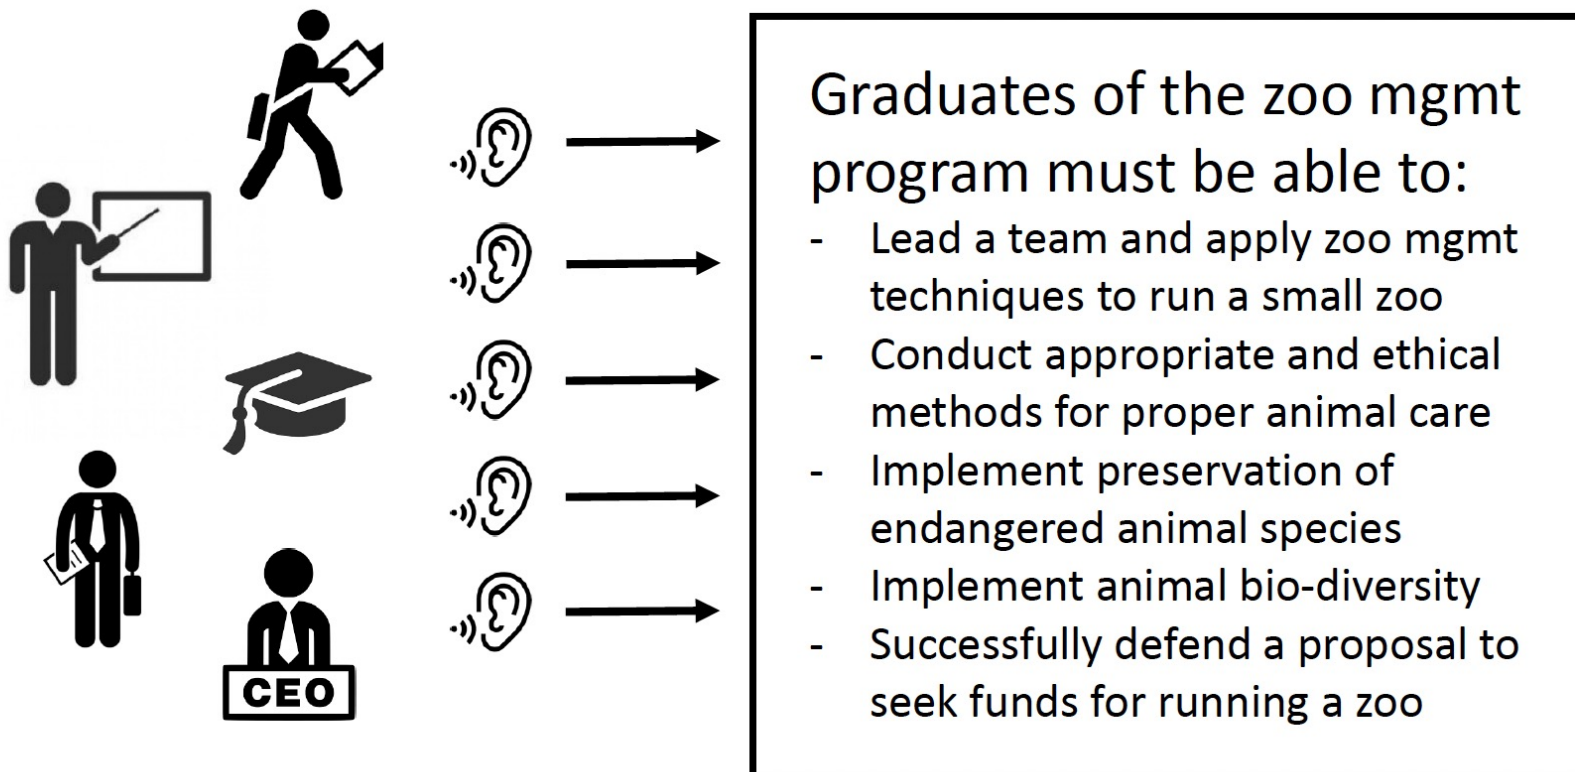 Graduates of the zoo mgmt
program must be able to:
- Lead a team and apply zoo mgmt
techniques to run a small zoo
- Conduct appropriate and ethical
methods for proper animal care
- Implement preservation of
endangered animal species
- Implement animal bio-diversity
- Successfully defend a proposal to
seek funds for running a zoo
CEO